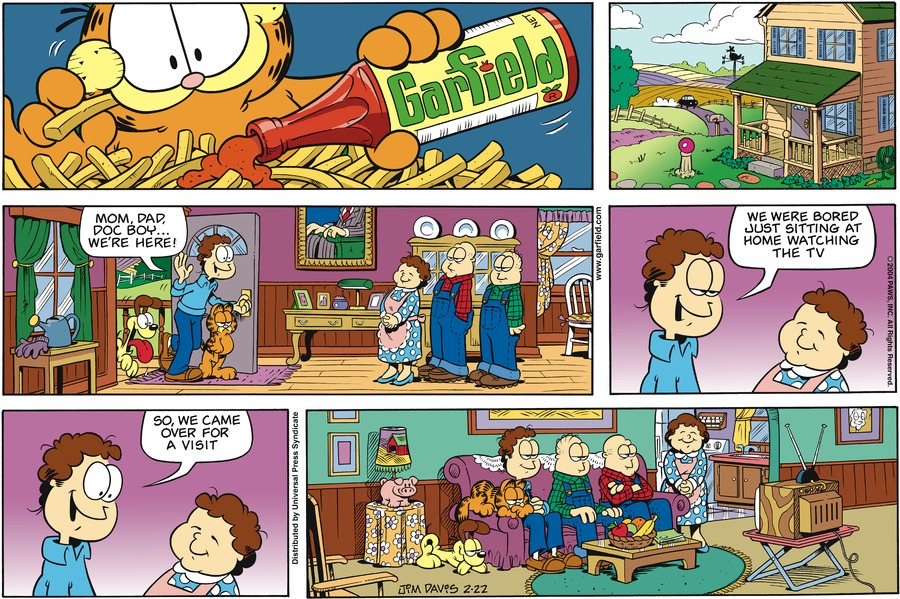 NET
Garfield
R
MOM, DAD,
DOC BOY...
WE'RE HERE!
www.garfield.com
WE WERE BORED
JUST SITTING AT
HOME WATCHING
THE TV
© 2004 PAWS, INC. All Rights Reserved.
SO, WE CAME
OVER FOR
A VISIT
Distributed by Universal Press Syndicate
JIM DAVIS 2-22